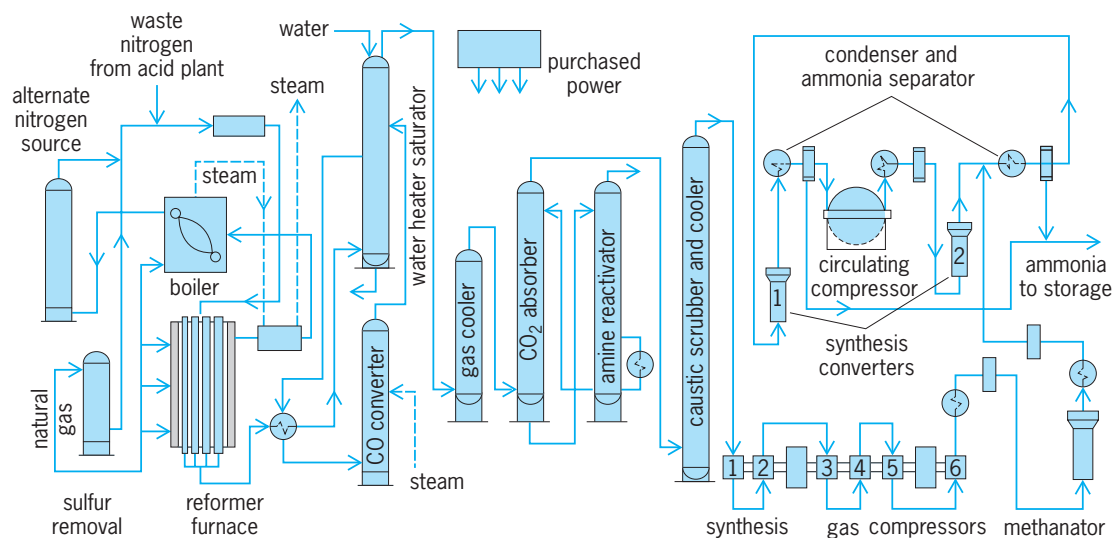 waste
nitrogen
from acid plant
alternate
nitrogen
source
steam
steam
boiler
natural
gas
sulfur
removal
reformer
furnace
water
water heater saturator
CO converter
steam
purchased
power
gas cooler
CO₂ absorber
amine reactivator
caustic scrubber and cooler
condenser and
ammonia separator
1
circulating
compressor
2
ammonia
to storage
synthesis
converters
1
2
3
4
5
6
synthesis gas compressors
methanator